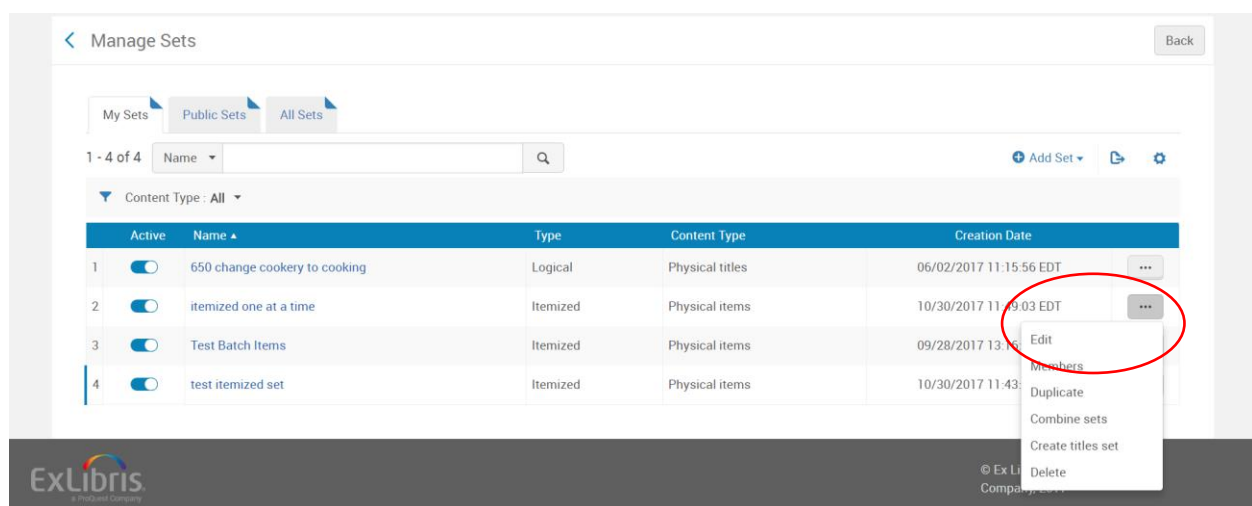 Manage Sets
Back
My Sets Public Sets All Sets
1 - 4 of 4 Name Add Set
Content Type : All
Active Name Type Content Type Creation Date
1 650 change cookery to cooking Logical Physical titles 06/02/2017 11:15:56 EDT ...
2 itemized one at a time Itemized Physical items 10/30/2017 11:49:03 EDT ...
3 Test Batch Items Itemized Physical items 09/28/2017 13:16:
Edit
Members
4 test itemized set Itemized Physical items 10/30/2017 11:43:
Duplicate
Combine sets
Create titles set
Delete
ExLibris
a ProQuest Company
© Ex Li